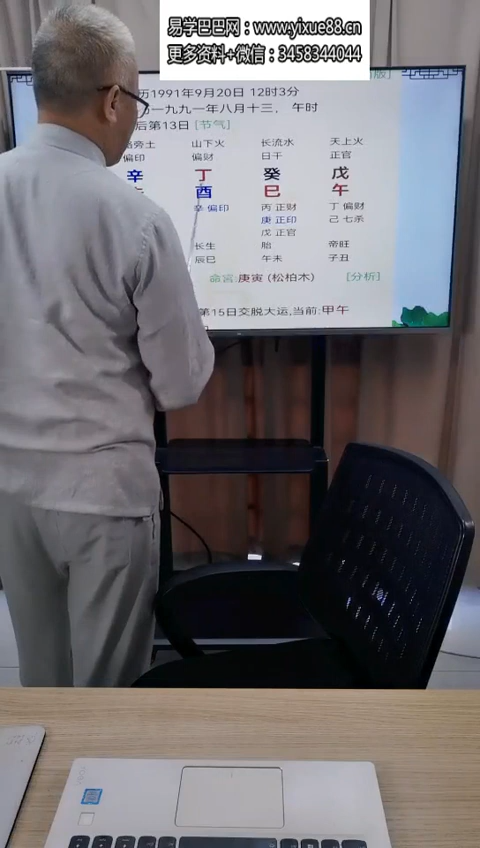 易学巴巴网：www.yixue88.cn
更多资料+微信：3458344044
版]
历1991年9月20日 12时3分
一九九一年八月十三， 午时
后第13日 [节气]
旁土 山下火 长流水 天上火
偏印 偏财 日干 正官
辛 丁 癸 戊
酉 巳 午
辛 偏印 丙 正财 丁 偏财
庚 正印 己 七杀
戊 正官
长生 胎 帝旺
辰巳 午未 子丑
命宫:庚寅 (松柏木) [分析]
第15日交脱大运,当前:甲午